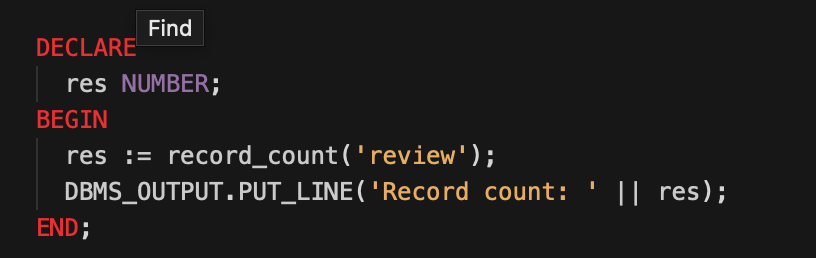 Find
DECLARE
res NUMBER;
BEGIN
res := record_count('review');
DBMS_OUTPUT.PUT_LINE('Record count: ' || res);
END;